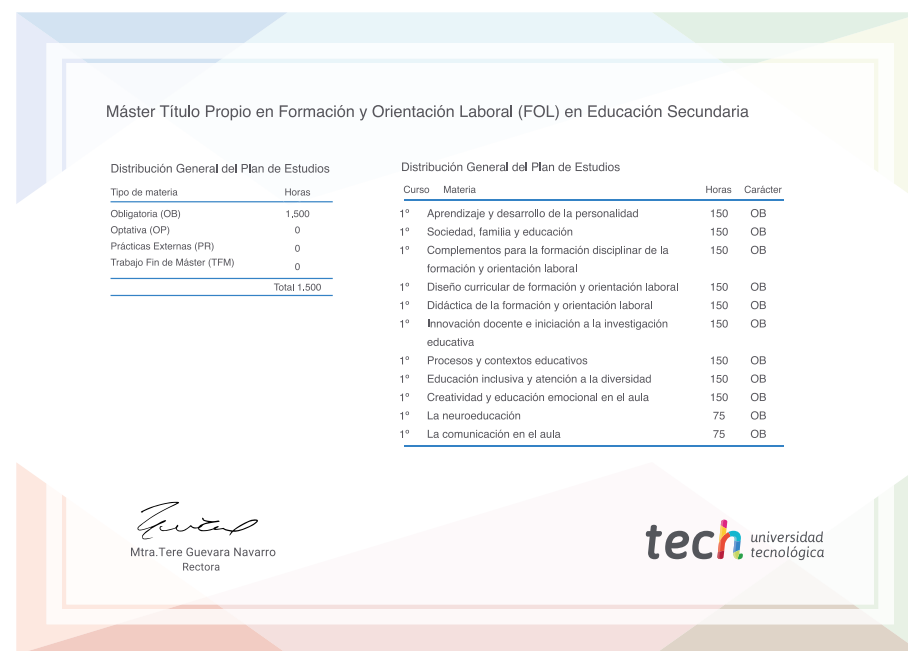 Máster Título Propio en Formación y Orientación Laboral (FOL) en Educación Secundaria
Distribución General del Plan de Estudios
Tipo de materia Horas
Obligatoria (OB) 1,500
Optativa (OP) 0
Prácticas Externas (PR) 0
Trabajo Fin de Máster (TFM) 0
Total 1.500
Distribución General del Plan de Estudios
Curso Materia Horas Carácter
1º Aprendizaje y desarrollo de la personalidad 150 OB
1º Sociedad, familia y educación 150 OB
1º Complementos para la formación disciplinar de la 150 OB
formación y orientación laboral
1º Diseño curricular de formación y orientación laboral 150 OB
1º Didáctica de la formación y orientación laboral 150 OB
1º Innovación docente e iniciación a la investigación 150 OB
educativa
1º Procesos y contextos educativos 150 OB
1º Educación inclusiva y atención a la diversidad 150 OB
1º Creatividad y educación emocional en el aula 150 OB
1º La neuroeducación 75 OB
1º La comunicación en el aula 75 OB
Mtra.Tere Guevara Navarro
Rectora
tech universidad
tecnológica